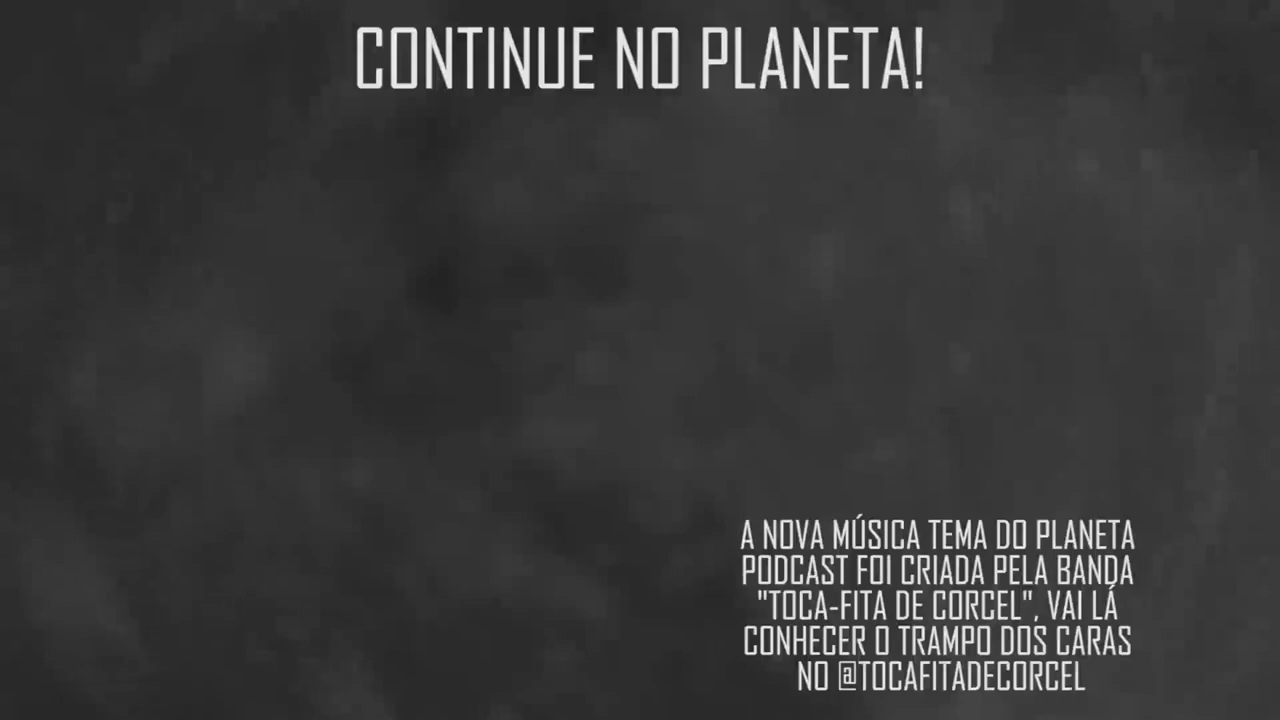 CONTINUE NO PLANETA!
A NOVA MÚSICA TEMA DO PLANETA
PODCAST FOI CRIADA PELA BANDA
"TOCA-FITA DE CORCEL", VAI LÁ
CONHECER O TRAMPO DOS CARAS
NO @TOCAFITADECORCEL